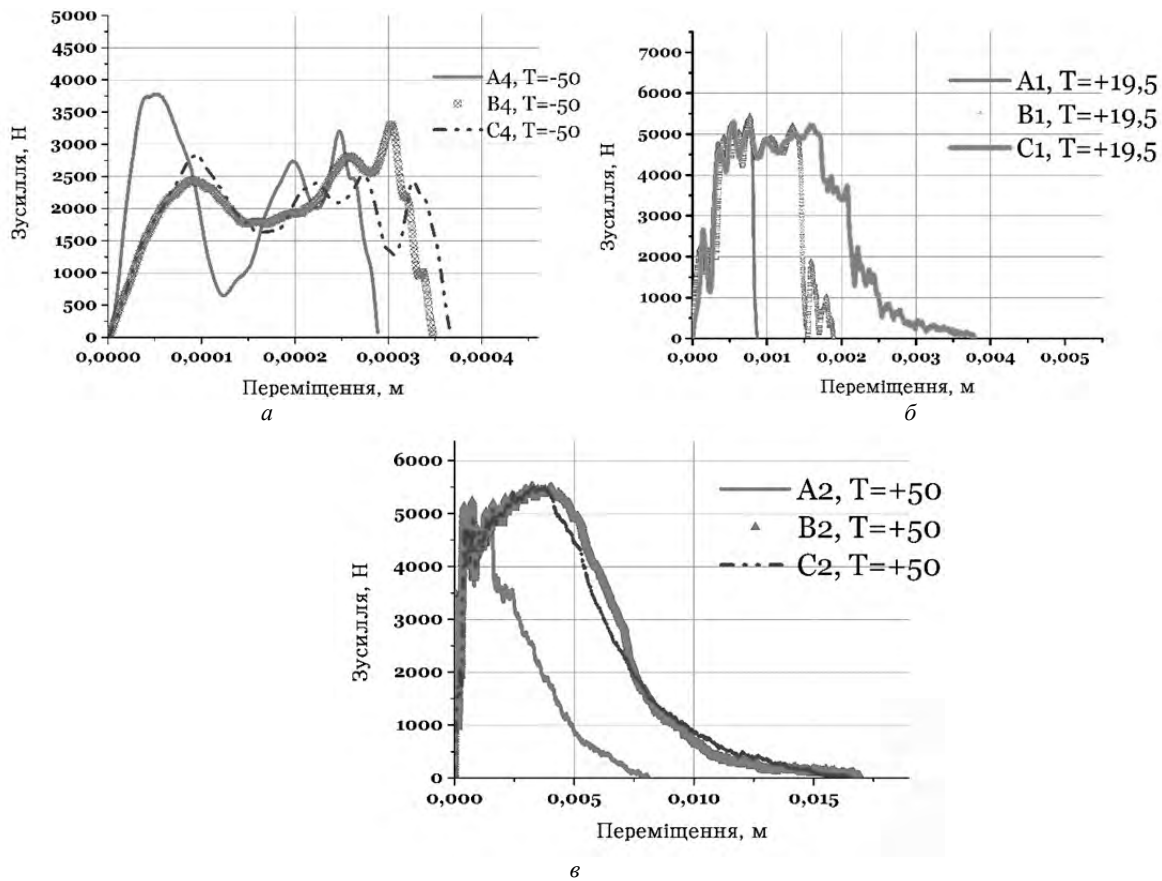 5000
4500
4000
3500
3000
2500
2000
1500
1000
500
0
Зусилля, Н
0,0000
0,0001
0,0002
0,0003
0,0004
Переміщення, м
A4, T=-50
B4, T=-50
C4, T=-50
а
7000
6000
5000
4000
3000
2000
1000
0
Зусилля, Н
0,000
0,001
0,002
0,003
0,004
0,005
Переміщення, м
A1, T=+19,5
B1, T=+19,5
C1, T=+19,5
б
6000
5000
4000
3000
2000
1000
0
Зусилля, Н
0,000
0,005
0,010
0,015
Переміщення, м
A2, T=+50
B2, T=+50
C2, T=+50
в